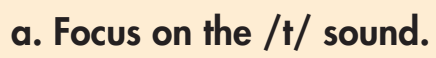 a. Focus on the /t/ sound.